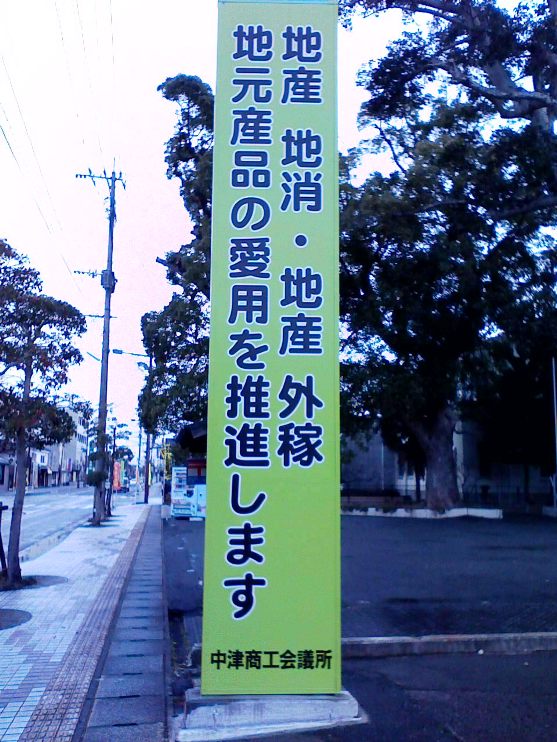 地産 地消・地産 外稼
地元産品の愛用を推進します
中津商工会議所